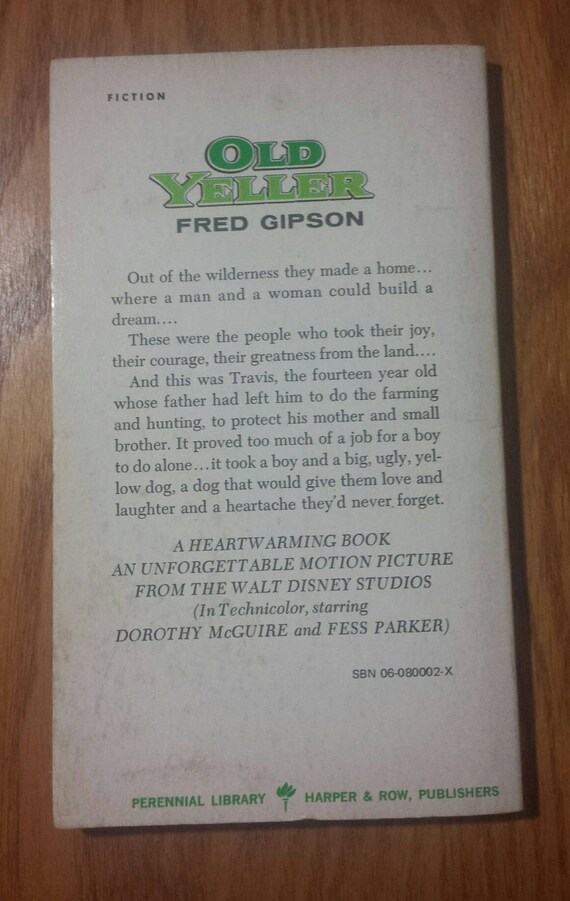 FICTION
OLD
YELLER
FRED GIPSON
Out of the wilderness they made a home...
where a man and a woman could build a
dream....
These were the people who took their joy,
their courage, their greatness from the land....
And this was Travis, the fourteen year old
whose father had left him to do the farming
and hunting, to protect his mother and small
brother. It proved too much of a job for a boy
to do alone...it took a boy and a big, ugly, yel-
low dog, a dog that would give them love and
laughter and a heartache they'd never forget.
A HEARTWARMING BOOK
AN UNFORGETTABLE MOTION PICTURE
FROM THE WALT DISNEY STUDIOS
(In Technicolor, starring
DOROTHY McGUIRE and FESS PARKER)
SBN 06-080002-X
PERENNIAL LIBRARY HARPER & ROW, PUBLISHERS